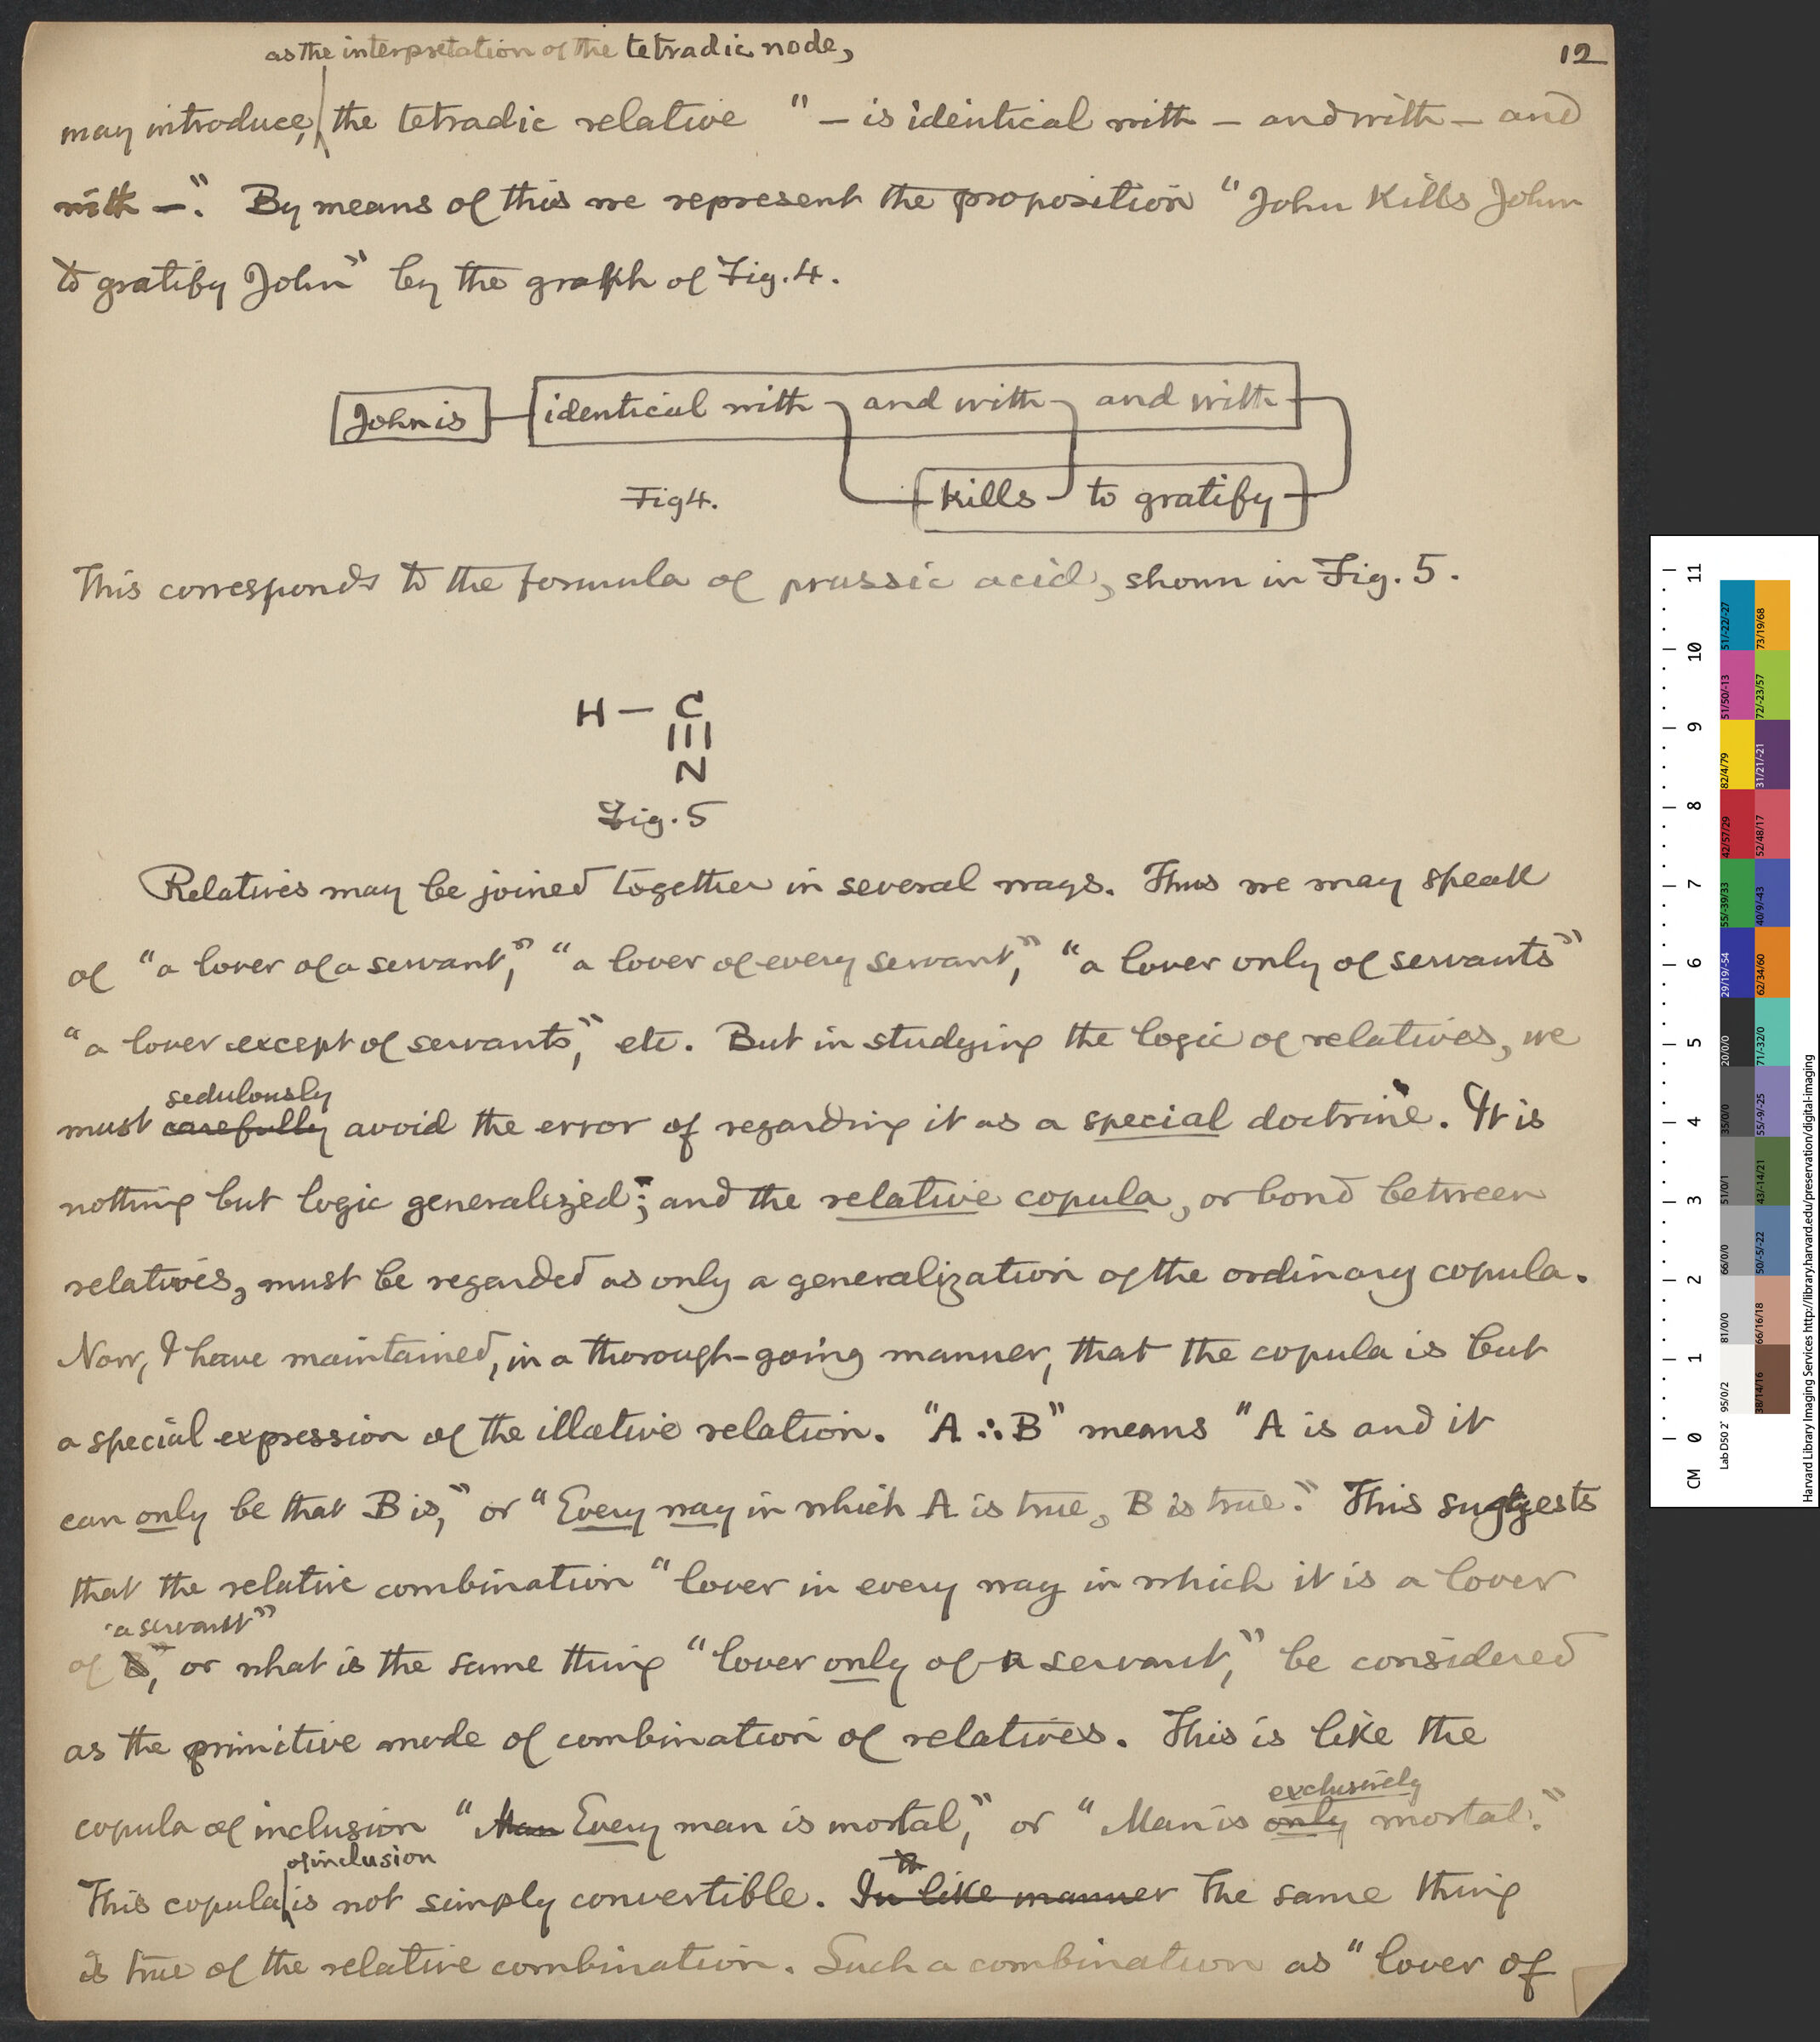 as the interpretation of the tetradic node,
12
may introduce, the tetradic relative "— is identical with — and with — and
with —." By means of this we represent the proposition "John kills John
to gratify John" by the graph of Fig. 4.
John is identical with and with and with
kills to gratify
Fig 4.
This corresponds to the formula of prussic acid, shown in Fig. 5.
H — C
≡
N
Fig. 5
Relatives may be joined together in several ways. Thus we may speak
of "a lover of a servant," "a lover of every servant," "a lover only of servants"
"a lover except of servants," etc. But in studying the logic of relatives, we
sedulously
must carefully avoid the error of regarding it as a special doctrine. It is
nothing but logic generalized; and the relative copula, or bond between
relatives, must be regarded as only a generalization of the ordinary copula.
Now, I have maintained, in a thorough-going manner, that the copula is but
a special expression of the illative relation. "A ∴ B" means "A is and it
can only be that B is," or "Every way in which A is true, B is true." This suggests
that the relative combination "lover in every way in which it is a lover
"a servant"
of," or what is the same thing "lover only of a servant," be considered
as the primitive mode of combination of relatives. This is like the
exclusively
copula of inclusion "Man Every man is mortal," or "Man is only mortal."
of inclusion
This copula is not simply convertible. In like manner The same thing
is true of the relative combination. Such a combination as "lover of
CM 0 1 2 3 4 5 6 7 8 9 10 11
Lab D50 2˚ 95/0/2 81/0/0 66/0/0 51/0/1 35/0/0 20/0/0 29/19/-54 55/-39/33 42/57/29 82/4/79 51/50/-13 51/-22/-27
38/14/16 66/16/18 50/-5/-22 43/-14/21 55/-9/-25 71/-32/0 62/34/60 40/9/-43 52/48/17 31/21/-21 72/-23/57 73/19/68
Harvard Library Imaging Services http://library.harvard.edu/preservation/digital-imaging